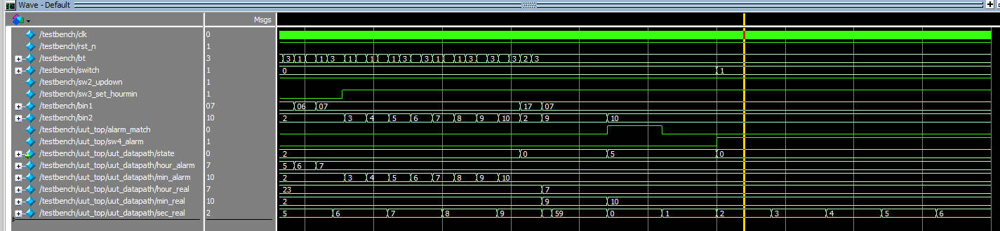 Wave - Default
Msgs
/testbench/clk 0
/testbench/rst_n 1
/testbench/bt 3 3 1 1 3 1 1 1 3 3 1 1 3 3 3 3 2 3
/testbench/switch 1 0 1
/testbench/sw2_updown 1
/testbench/sw3_set_hourmin 1
/testbench/bin1 07 06 07 17 07
/testbench/bin2 10 2 3 4 5 6 7 8 9 10 2 9 10
/testbench/uut_top/alarm_match 0
/testbench/uut_top/sw4_alarm 1
/testbench/uut_top/uut_datapath/state 0 2 0 5 0
/testbench/uut_top/uut_datapath/hour_alarm 7 5 6 7
/testbench/uut_top/uut_datapath/min_alarm 10 2 3 4 5 6 7 8 9 10
/testbench/uut_top/uut_datapath/hour_real 7 23 7
/testbench/uut_top/uut_datapath/min_real 10 2 9 10
/testbench/uut_top/uut_datapath/sec_real 2 5 6 7 8 9 59 0 1 2 3 4 5 6